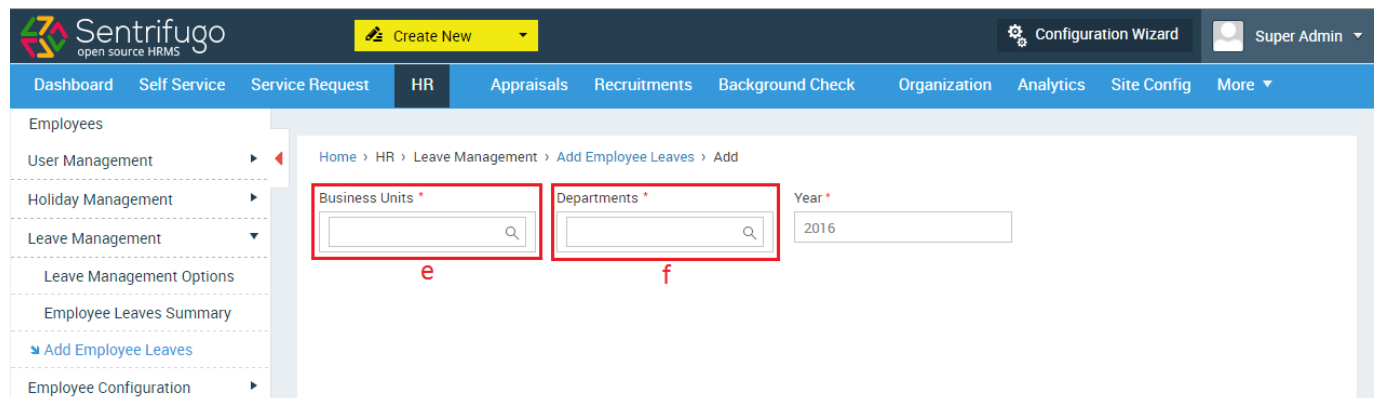 Sentrifugo
open source HRMS
Create New
Configuration Wizard
Super Admin
Dashboard Self Service Service Request HR Appraisals Recruitments Background Check Organization Analytics Site Config More
Employees
User Management
Home › HR › Leave Management › Add Employee Leaves › Add
Holiday Management
Business Units * Departments * Year *
Leave Management
2016
e f
Leave Management Options
Employee Leaves Summary
Add Employee Leaves
Employee Configuration